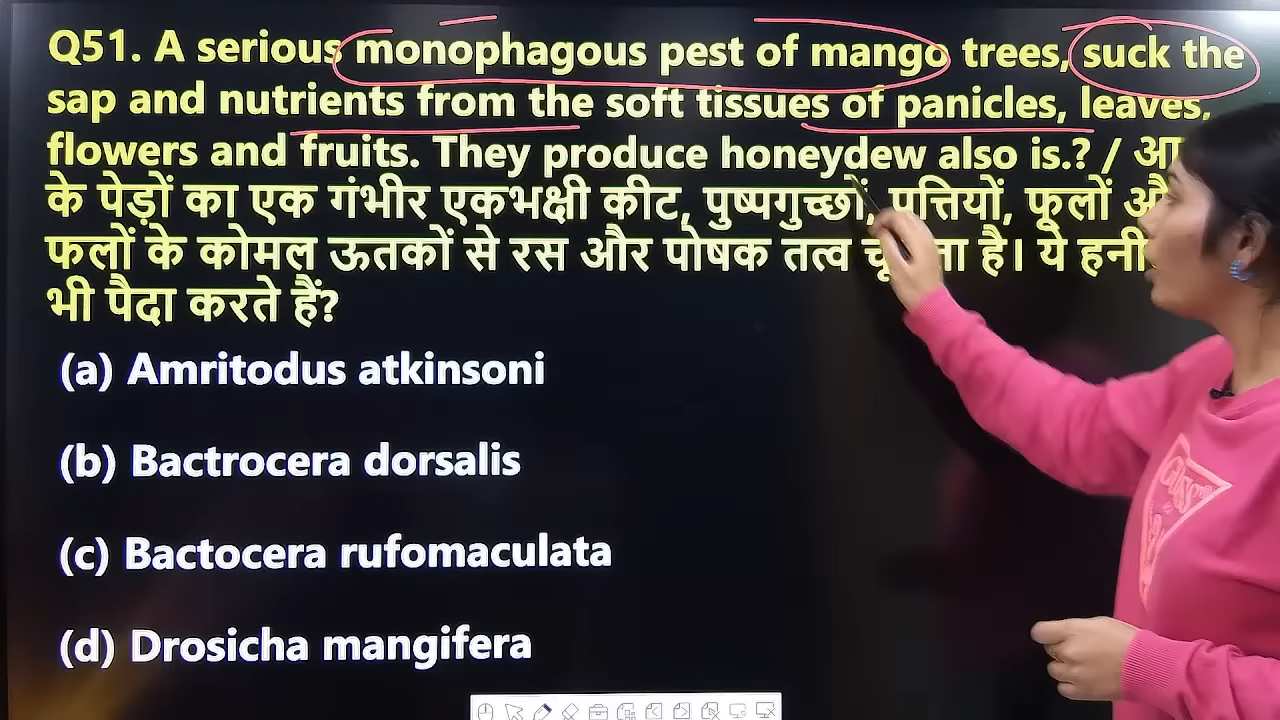 Q51. A serious monophagous pest of mango trees, suck the
sap and nutrients from the soft tissues of panicles, leaves,
flowers and fruits. They produce honeydew also is.? /
के पेड़ों का एक गंभीर एकभक्षी कीट, पुष्पगुच्छों, पत्तियों, फूलों
फलों के कोमल ऊतकों से रस और पोषक तत्व है। ये
भी पैदा करते हैं?
(a) Amritodus atkinsoni
(b) Bactrocera dorsalis
(c) Bactocera rufomaculata
(d) Drosicha mangifera